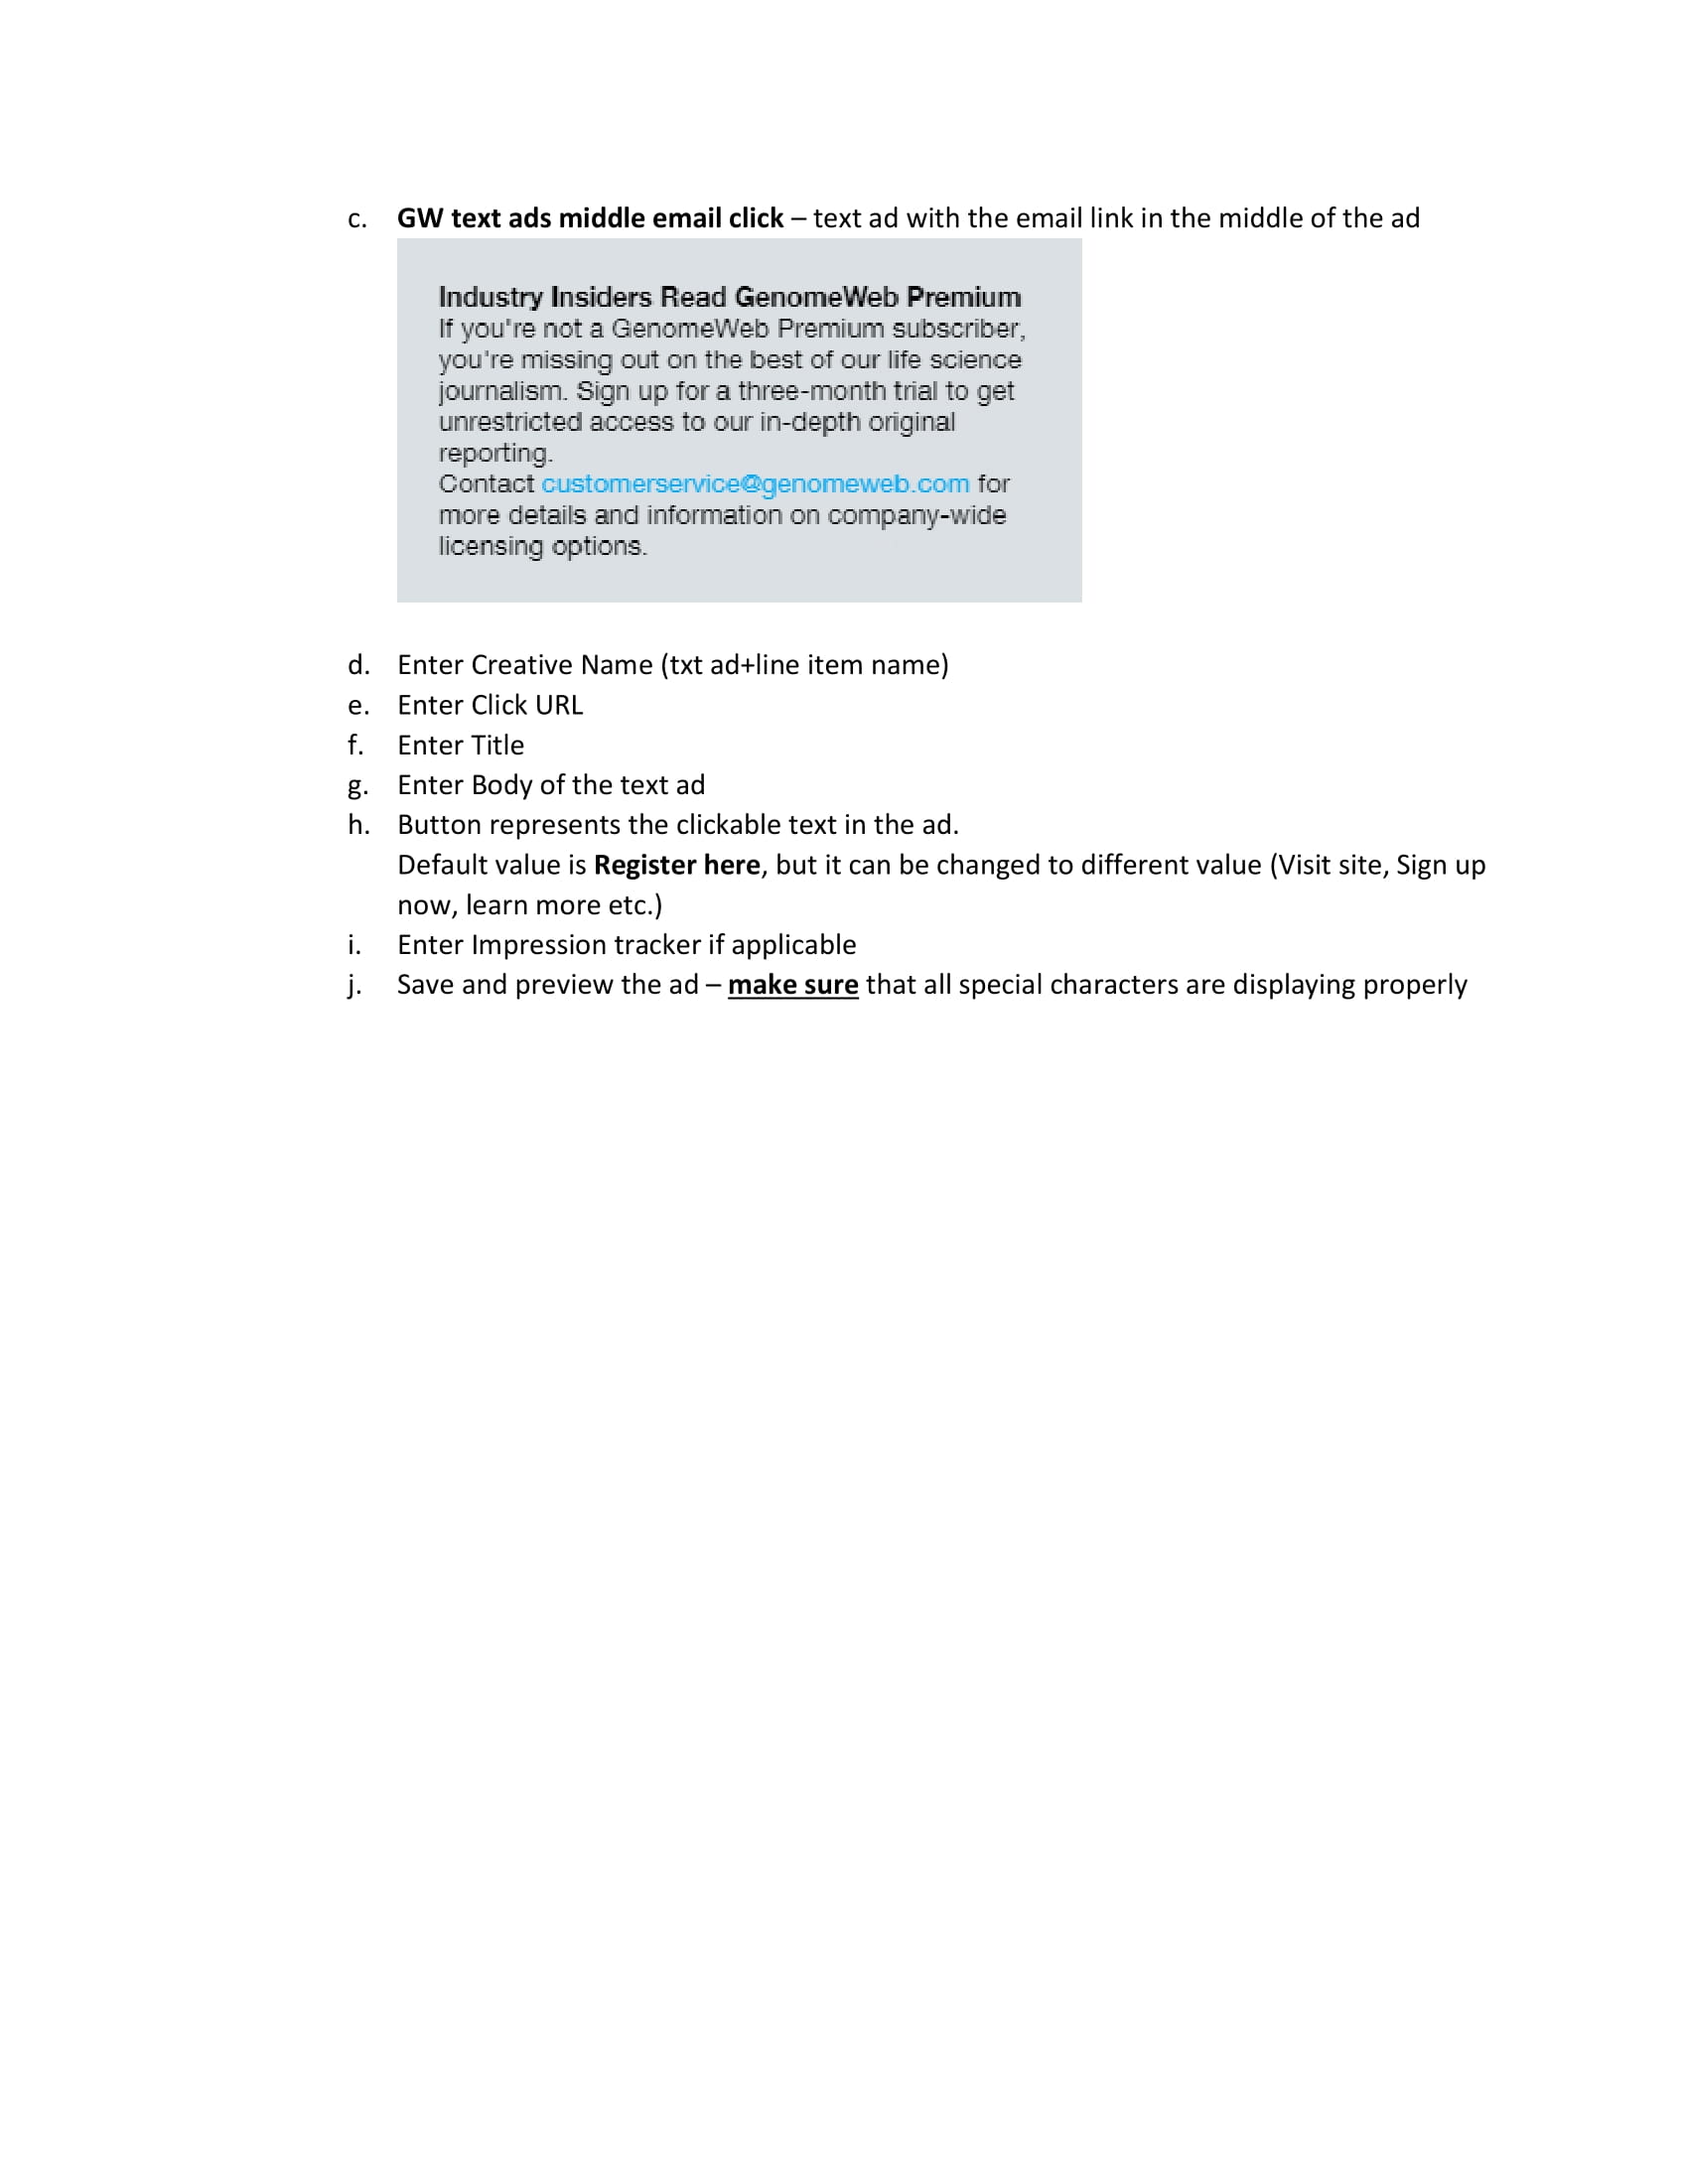 c. GW text ads middle email click – text ad with the email link in the middle of the ad
Industry Insiders Read GenomeWeb Premium
If you're not a GenomeWeb Premium subscriber,
you're missing out on the best of our life science
journalism. Sign up for a three-month trial to get
unrestricted access to our in-depth original
reporting.
Contact customerservice@genomeweb.com for
more details and information on company-wide
licensing options.
d. Enter Creative Name (txt ad+line item name)
e. Enter Click URL
f. Enter Title
g. Enter Body of the text ad
h. Button represents the clickable text in the ad.
Default value is Register here, but it can be changed to different value (Visit site, Sign up
now, learn more etc.)
i. Enter Impression tracker if applicable
j. Save and preview the ad – make sure that all special characters are displaying properly